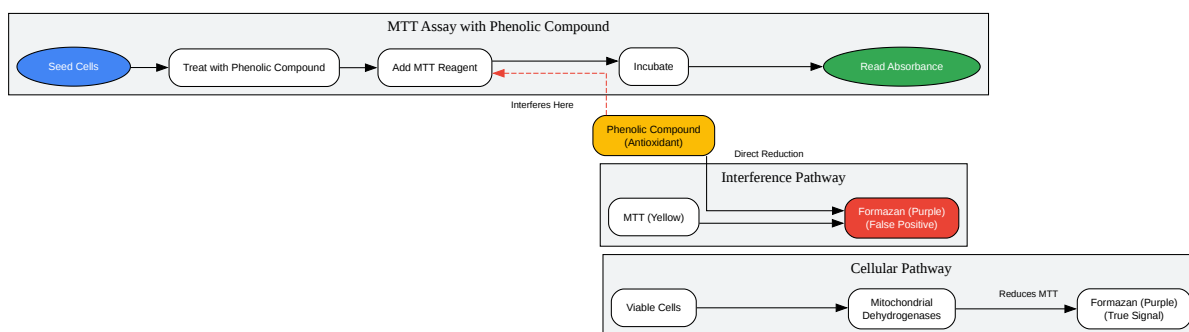 MTT Assay with Phenolic Compound
Seed Cells
Treat with Phenolic Compound
Add MTT Reagent
Incubate
Read Absorbance
Interferes Here
Phenolic Compound
(Antioxidant)
Direct Reduction
Interference Pathway
MTT (Yellow)
Formazan (Purple)
(False Positive)
Cellular Pathway
Viable Cells
Mitochondrial
Dehydrogenases
Reduces MTT
Formazan (Purple)
(True Signal)